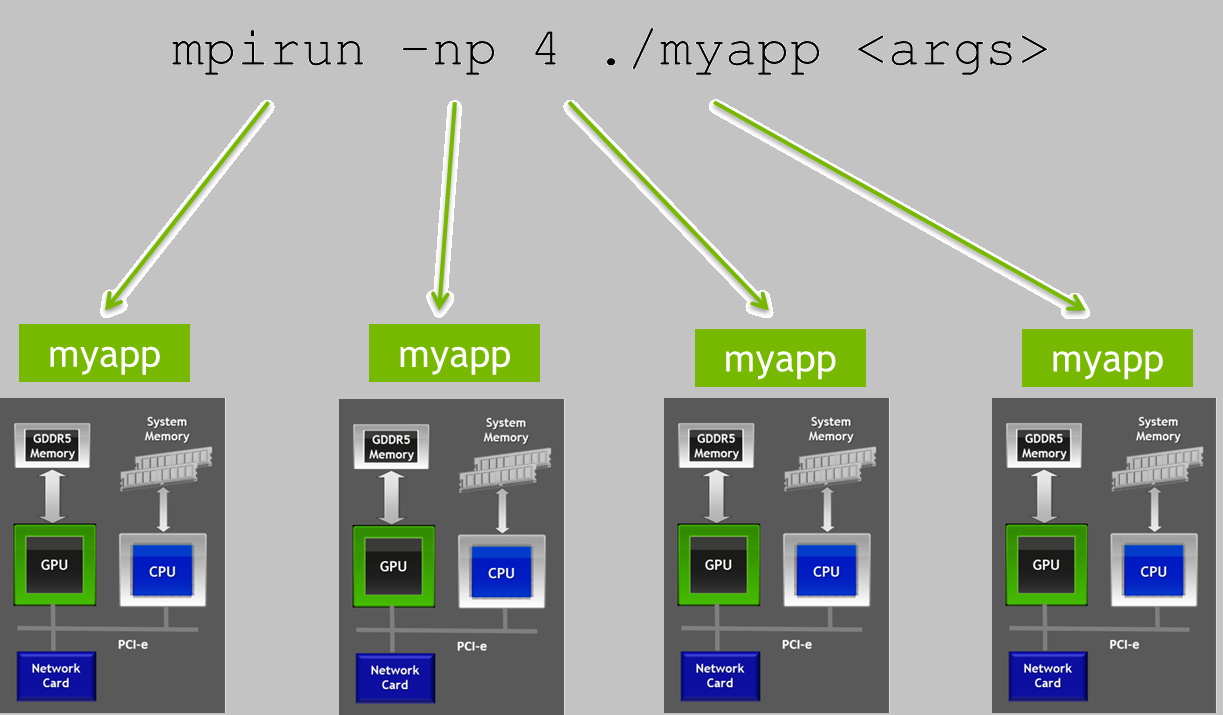 mpirun -np 4 ./myapp <args>
myapp
myapp
myapp
myapp
GDDR5
Memory
System
Memory
GPU
CPU
PCI-e
Network
Card
GDDR5
Memory
System
Memory
GPU
CPU
PCI-e
Network
Card
GDDR5
Memory
System
Memory
GPU
CPU
PCI-e
Network
Card
GDDR5
Memory
System
Memory
GPU
CPU
PCI-e
Network
Card